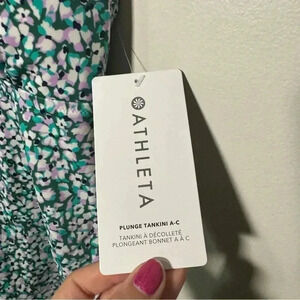 ATHLETA
PLUNGE TANKINI A-C
TANKINI À DÉCOLLETÉ
PLONGEANT BONNET A À C